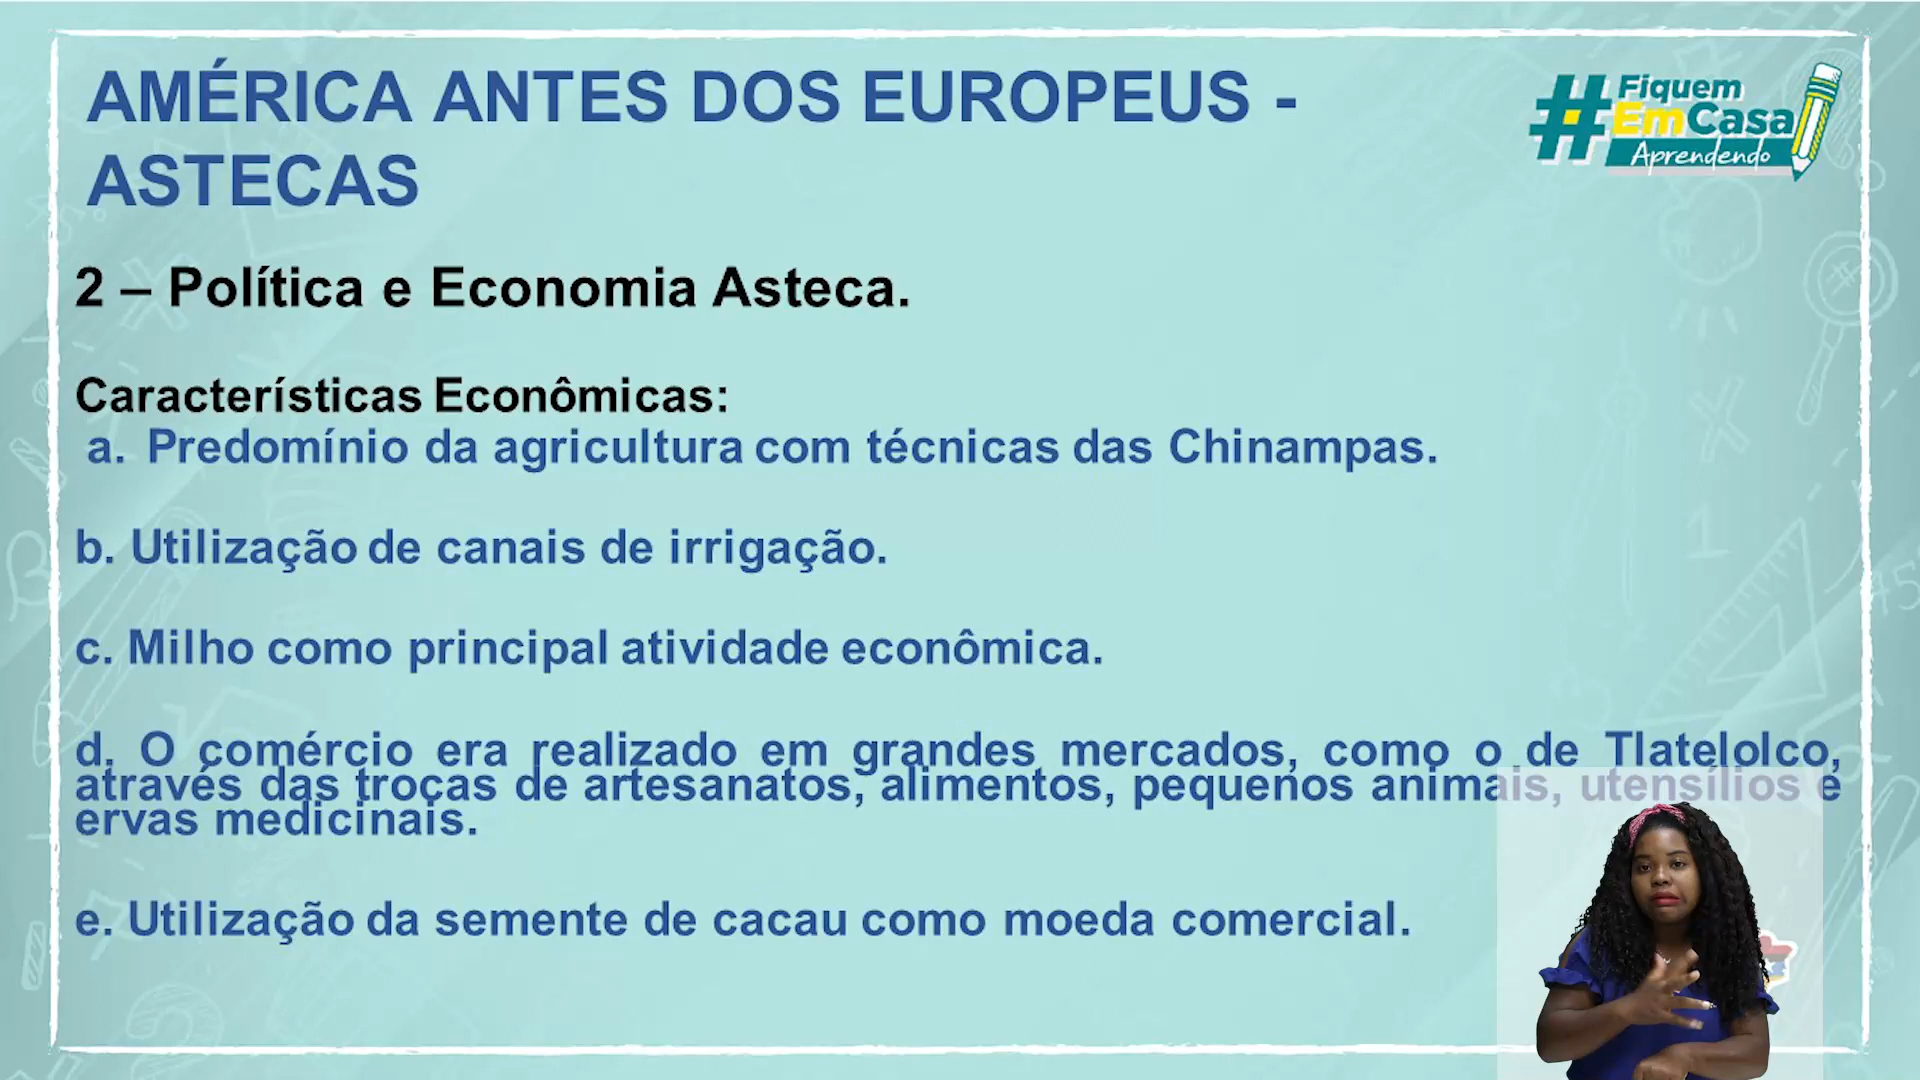 AMÉRICA ANTES DOS EUROPEUS -
ASTECAS
#Fiquem
EmCasa
Aprendendo
2 – Política e Economia Asteca.
Características Econômicas:
a. Predomínio da agricultura com técnicas das Chinampas.
b. Utilização de canais de irrigação.
c. Milho como principal atividade econômica.
d. O comércio era realizado em grandes mercados, como o de Tlatelolco,
através das trocas de artesanatos, alimentos, pequenos animais, utensílios e
ervas medicinais.
e. Utilização da semente de cacau como moeda comercial.